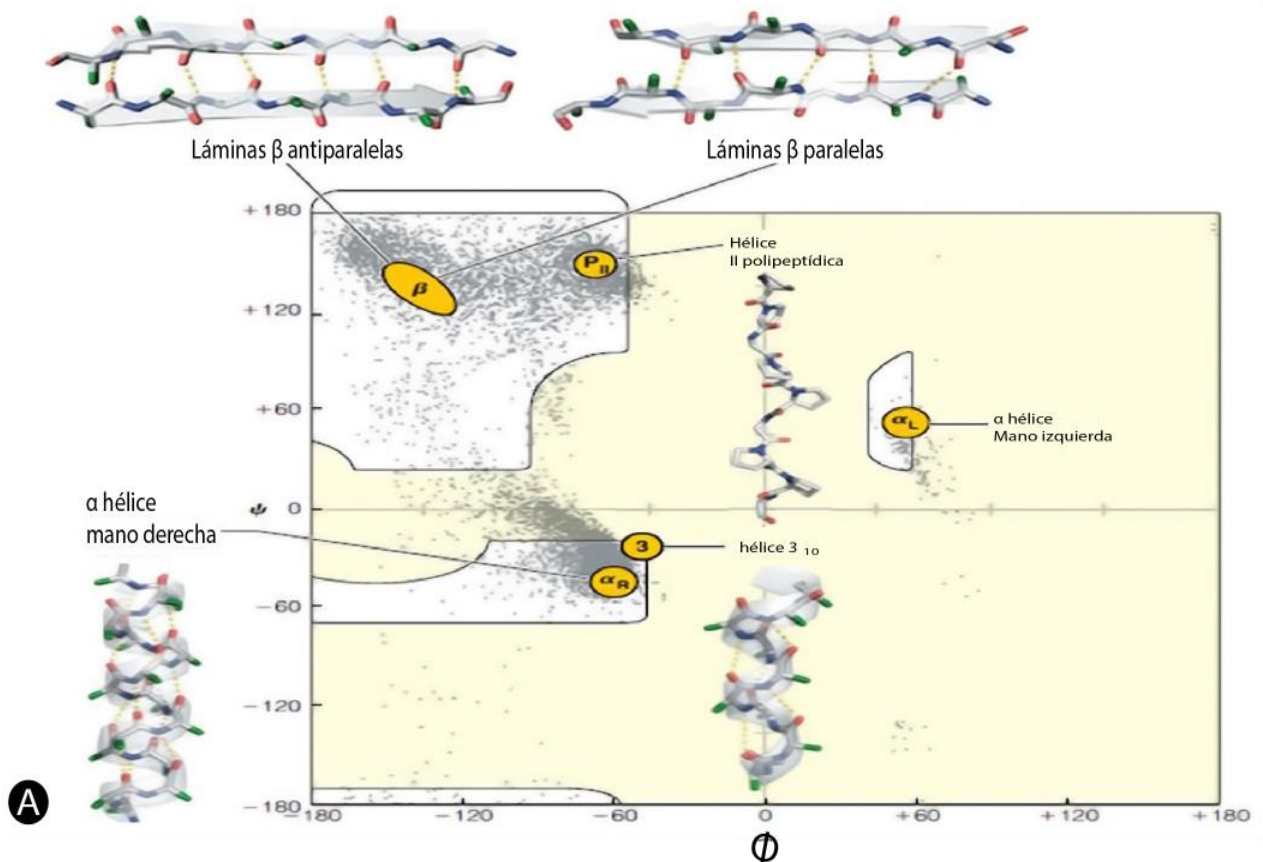 Láminas β antiparalelas
Láminas β paralelas
+180
+120
+60
ψ 0
−60
−120
−180
β
P II
Hélice
II polipeptídica
α L
α hélice
Mano izquierda
α hélice
mano derecha
3
hélice 3 10
α R
A
−180
−120
−60
0
+60
+120
+180
Φ